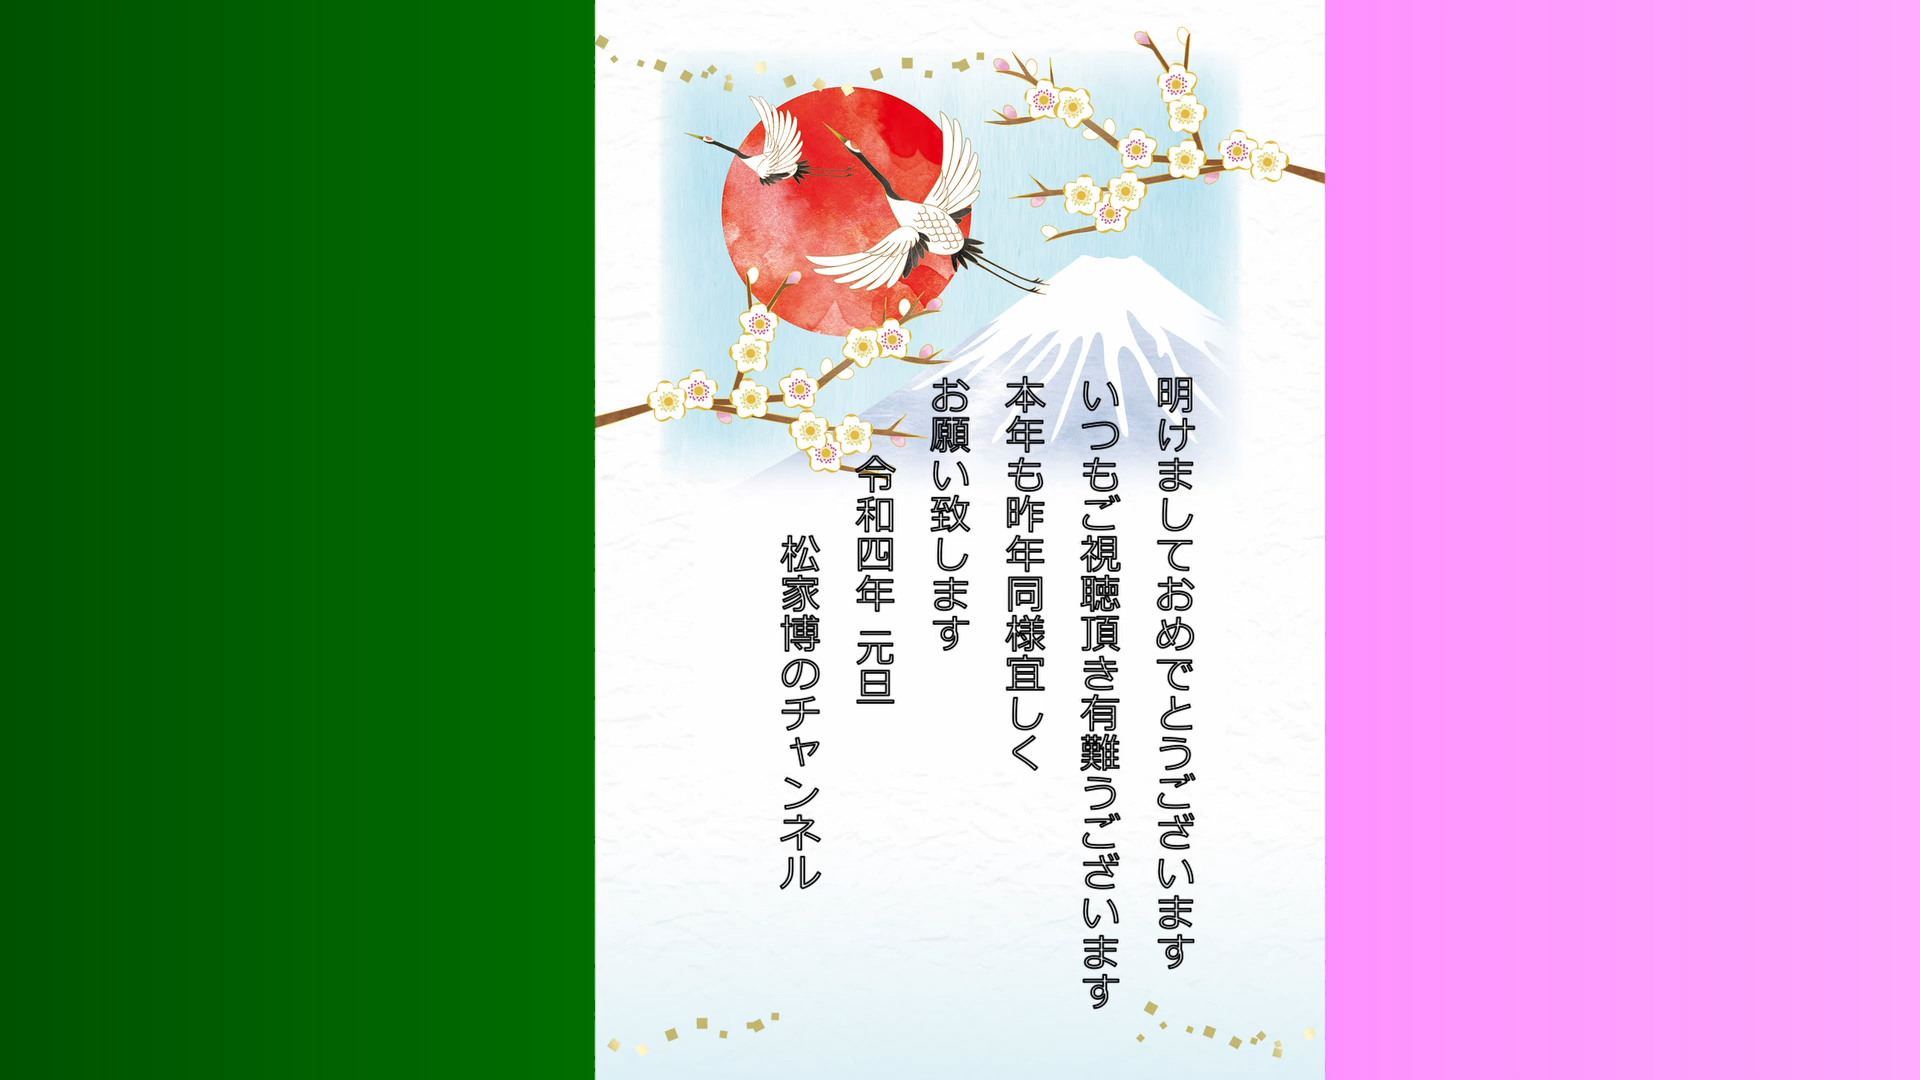 明けましておめでとうございます
いつもご視聴頂き有難うございます
本年も昨年同様宜しく
お願い致します
令和四年 元旦
松家博のチャンネル